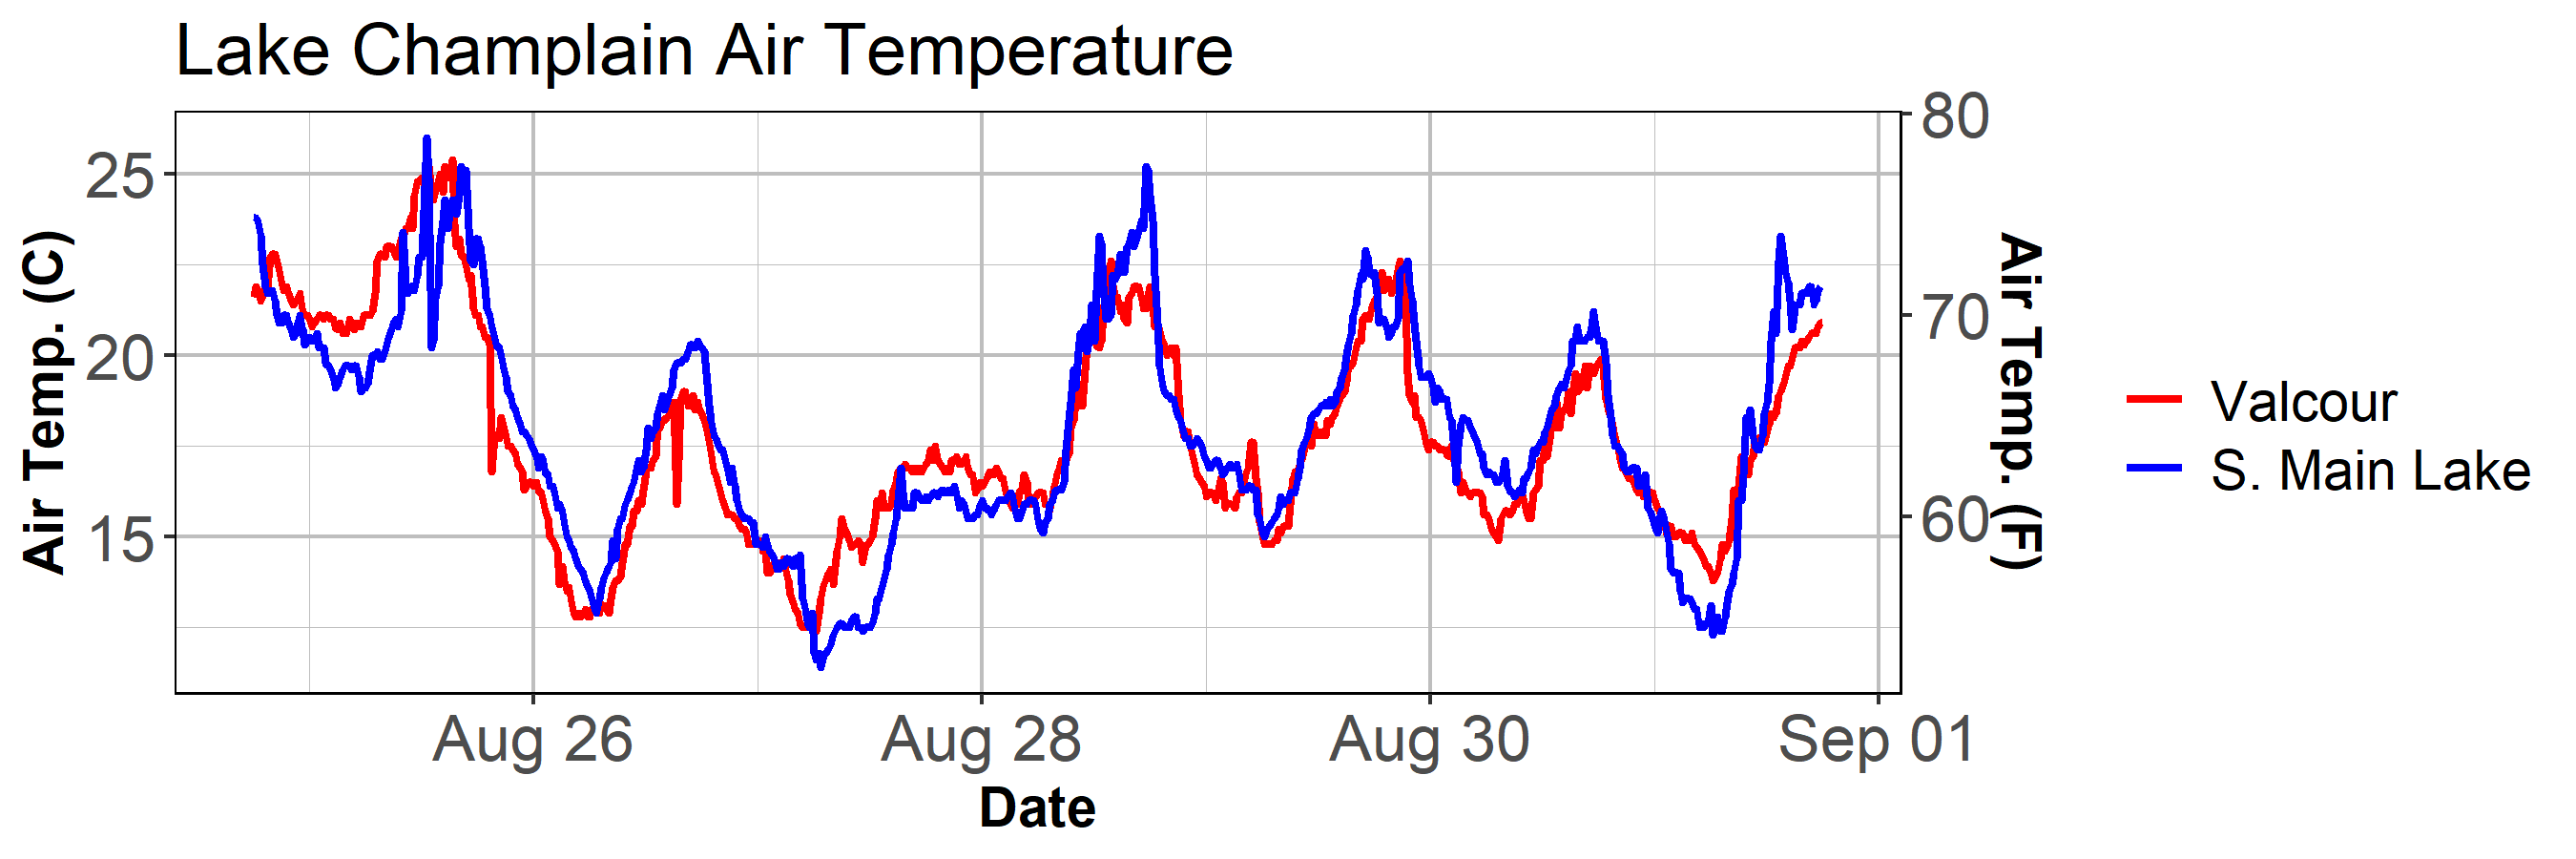 Lake Champlain Air Temperature
Air Temp. (C)
25
20
15
80
70
60
Air Temp. (F)
Aug 26
Aug 28
Aug 30
Sep 01
Date
Valcour
S. Main Lake